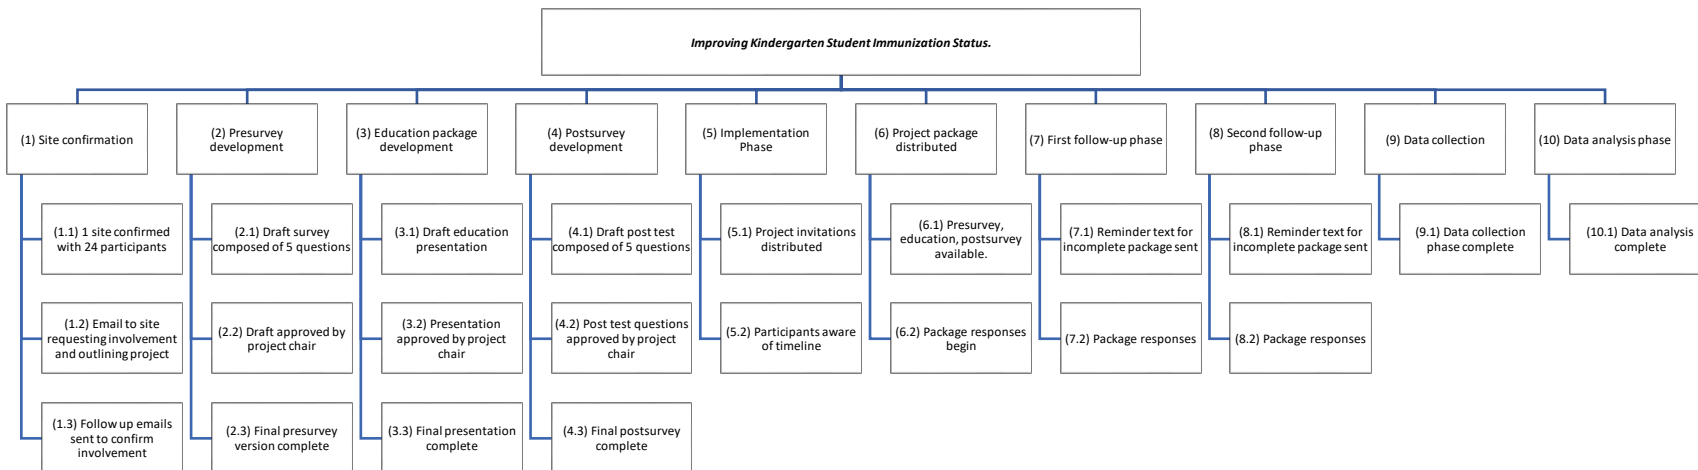 Improving Kindergarten Student Immunization Status.
(1) Site confirmation
(2) Presurvey
development
(3) Education package
development
(4) Postsurvey
development
(5) Implementation
Phase
(6) Project package
distributed
(7) First follow-up phase
(8) Second follow-up
phase
(9) Data collection
(10) Data analysis phase
(1.1) 1 site confirmed
with 24 participants
(2.1) Draft survey
composed of 5 questions
(3.1) Draft education
presentation
(4.1) Draft post test
composed of 5 questions
(5.1) Project invitations
distributed
(6.1) Presurvey,
education, postsurvey
available.
(7.1) Reminder text for
incomplete package sent
(8.1) Reminder text for
incomplete package sent
(9.1) Data collection
phase complete
(10.1) Data analysis
complete
(1.2) Email to site
requesting involvement
and outlining project
(2.2) Draft approved by
project chair
(3.2) Presentation
approved by project
chair
(4.2) Post test questions
approved by project
chair
(5.2) Participants aware
of timeline
(6.2) Package responses
begin
(7.2) Package responses
(8.2) Package responses
(1.3) Follow up emails
sent to confirm
involvement
(2.3) Final presurvey
version complete
(3.3) Final presentation
complete
(4.3) Final postsurvey
complete